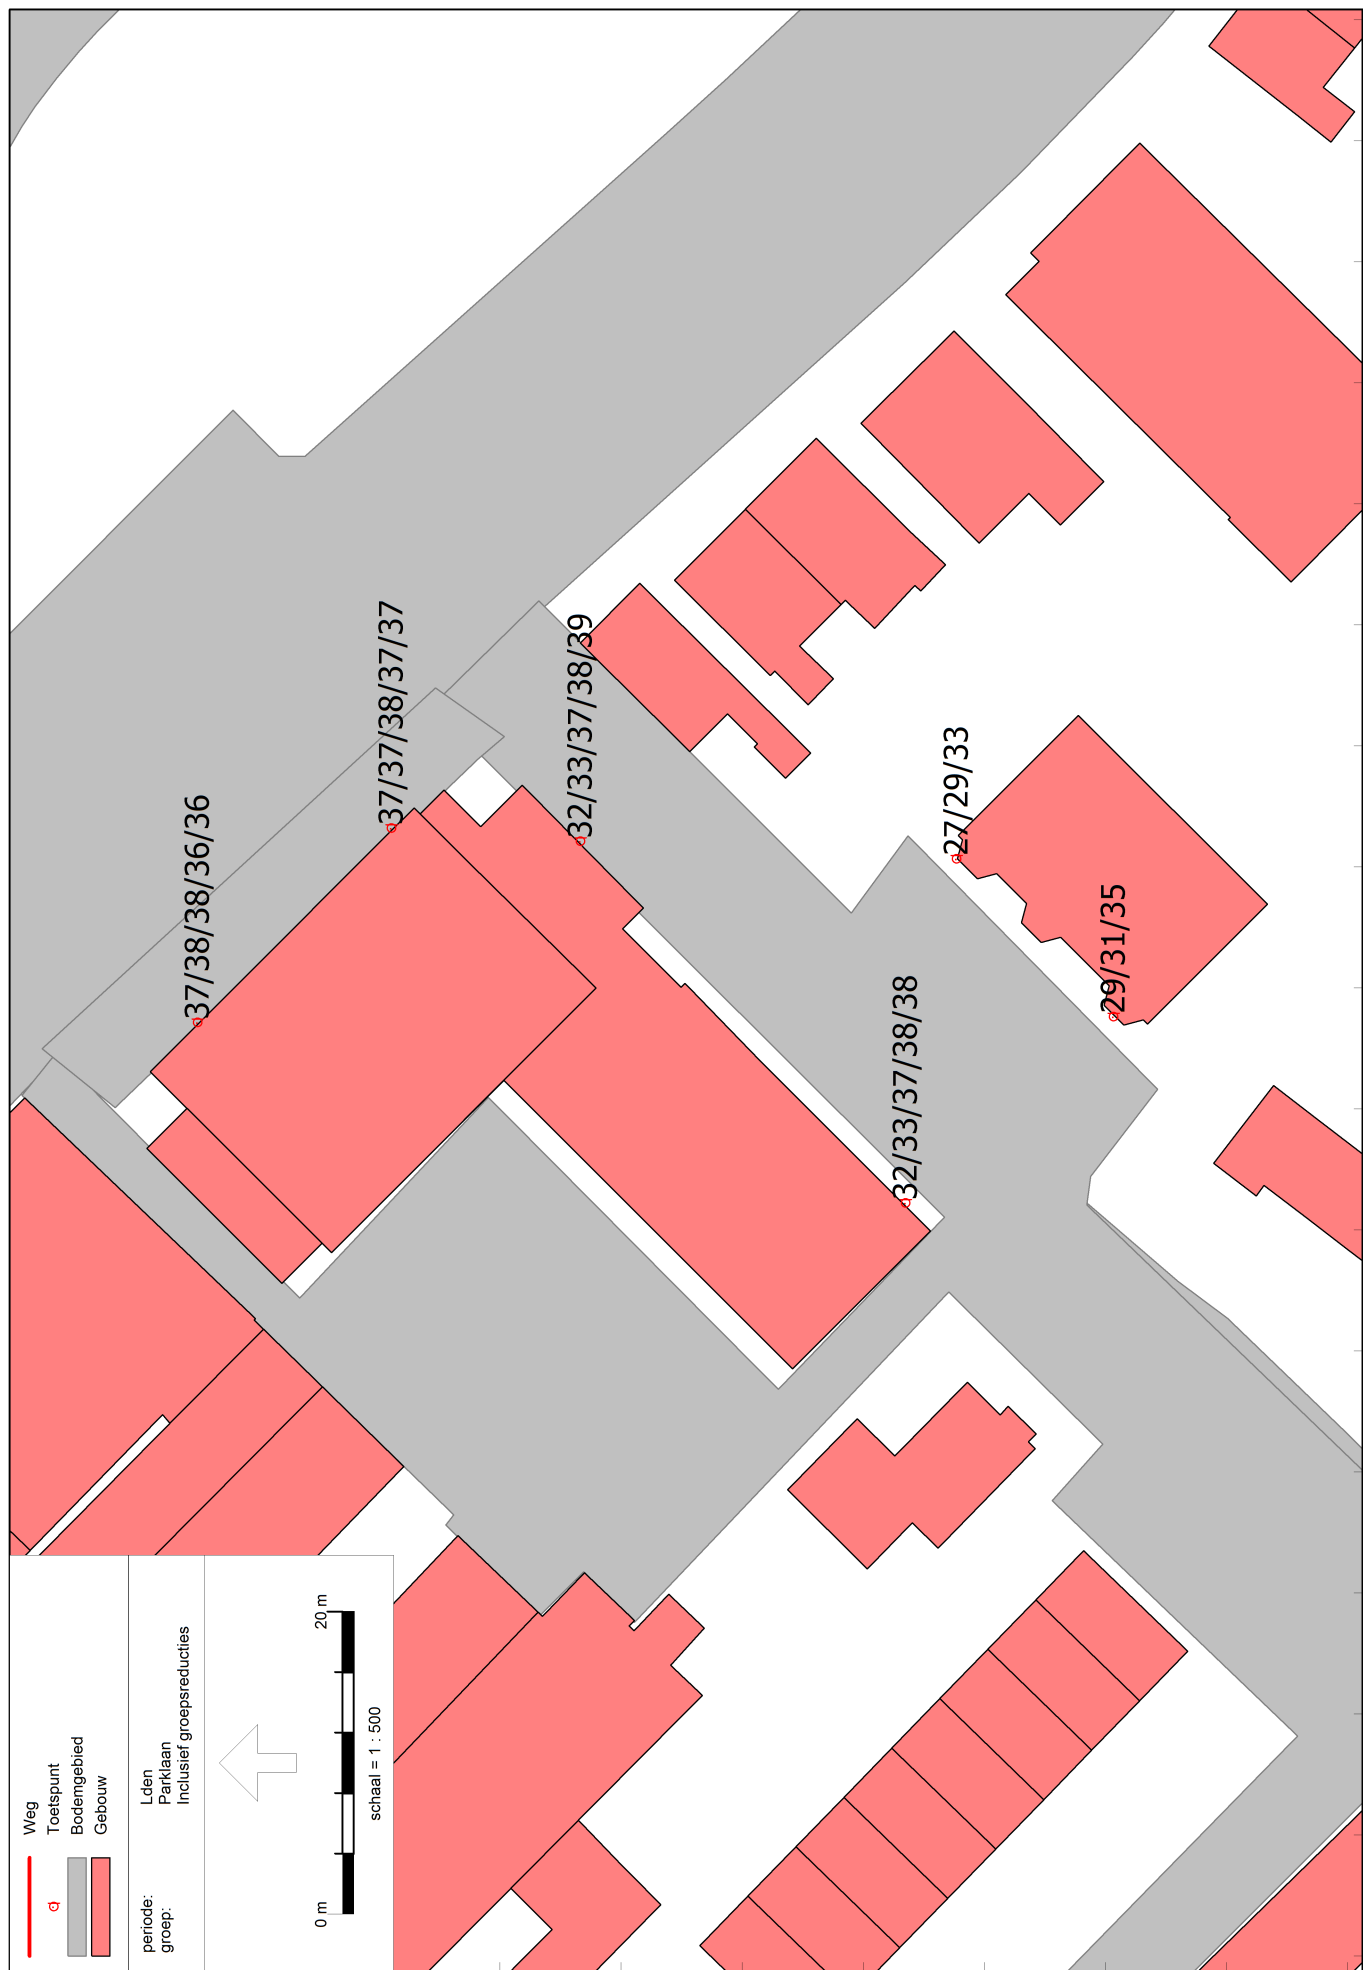 37/38/38/36/36
37/37/38/37/37
32/33/37/38/39
32/33/37/38/38
27/29/33
29/31/35
Weg
Toetspunt
Bodemgebied
Gebouw
periode: Lden
groep: Parklaan
Inclusief groepsreducties
0 m 20 m
schaal = 1 : 500